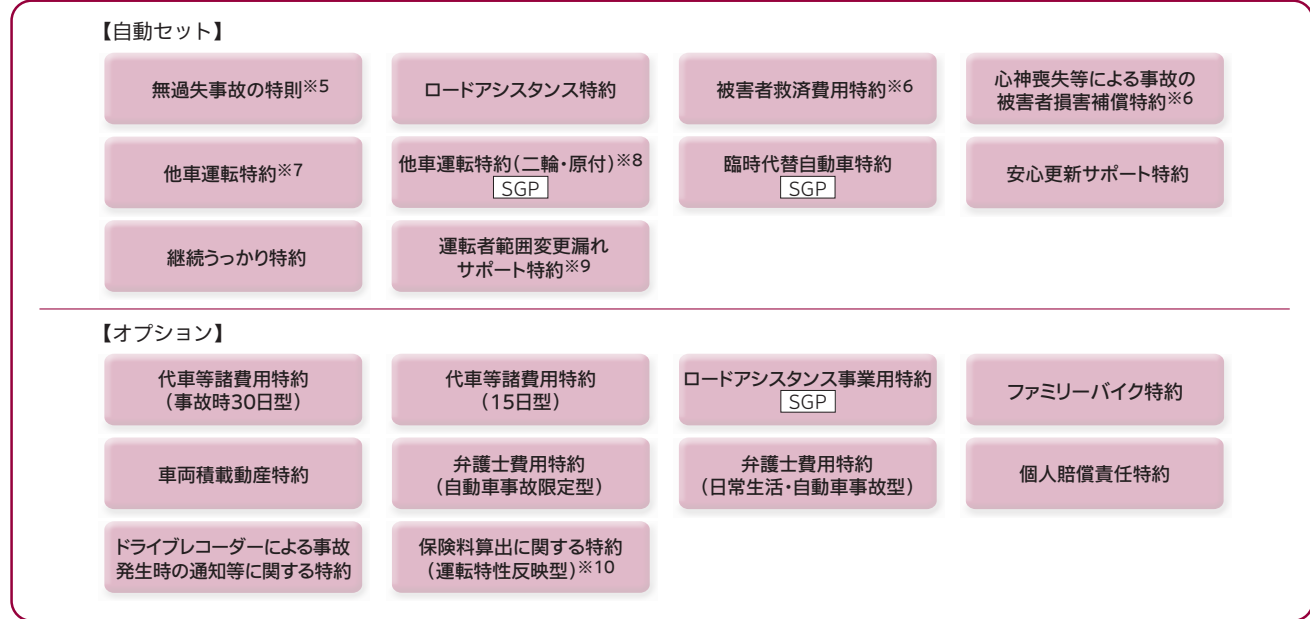 【自動セット】
無過失事故の特則※5
ロードアシスタンス特約
被害者救済費用特約※6
心神喪失等による事故の
被害者損害補償特約※6
他車運転特約※7
他車運転特約(二輪・原付)※8
SGP
臨時代替自動車特約
SGP
安心更新サポート特約
継続うっかり特約
運転者範囲変更漏れ
サポート特約※9
【オプション】
代車等諸費用特約
(事故時30日型)
代車等諸費用特約
(15日型)
ロードアシスタンス事業用特約
SGP
ファミリーバイク特約
車両積載動産特約
弁護士費用特約
(自動車事故限定型)
弁護士費用特約
(日常生活・自動車事故型)
個人賠償責任特約
ドライブレコーダーによる事故
発生時の通知等に関する特約
保険料算出に関する特約
(運転特性反映型)※10